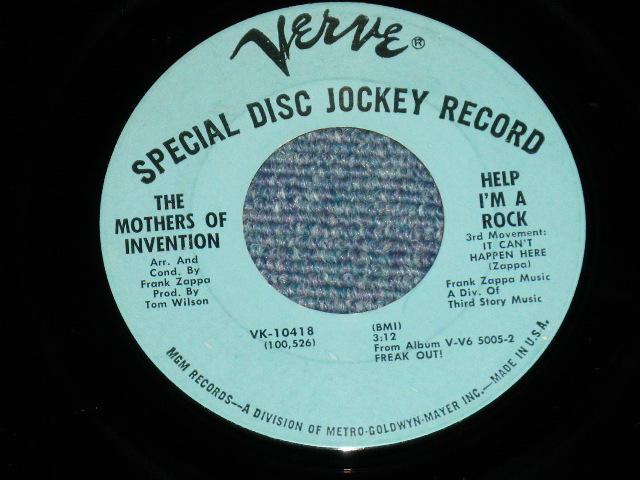 VERVE®
SPECIAL DISC JOCKEY RECORD
THE
MOTHERS OF
INVENTION
Arr. And
Cond. By
Frank Zappa
Prod. By
Tom Wilson
HELP
I'M A
ROCK
3rd Movement:
IT CAN'T
HAPPEN HERE
(Zappa)
Frank Zappa Music
A Div. Of
Third Story Music
VK-10418
(100,526)
(BMI)
3:12
From Album V-V6 5005-2
FREAK OUT!
MGM RECORDS—A DIVISION OF METRO-GOLDWYN-MAYER INC.—MADE IN U.S.A.